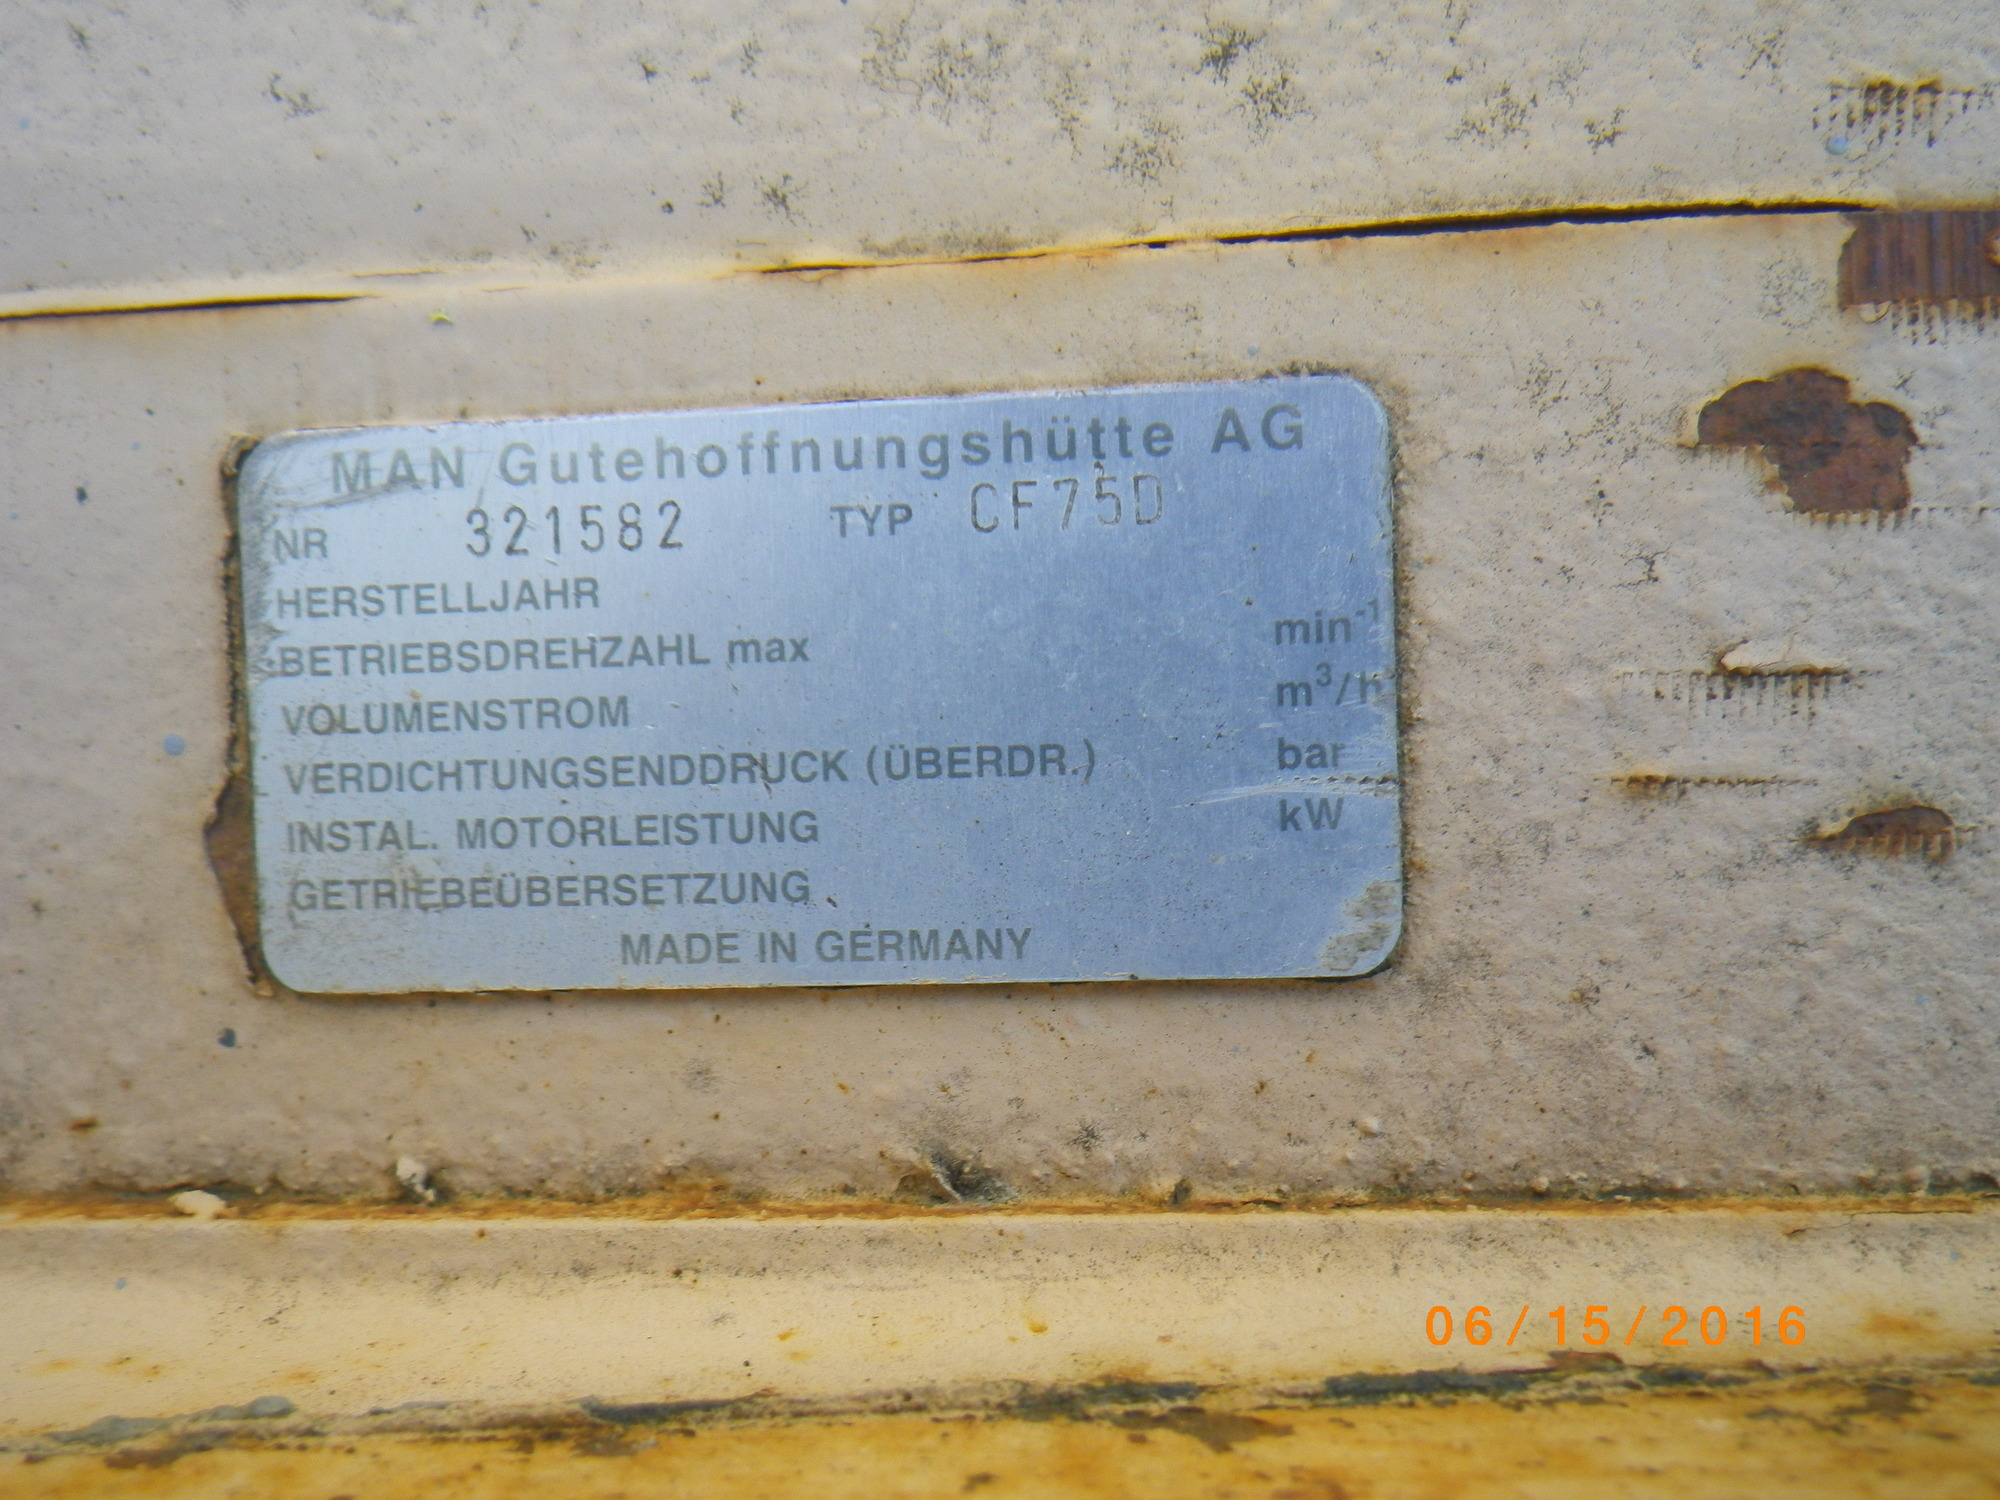 MAN Gutehoffnungshütte AG
NR 321582 TYP CF75D
HERSTELLJAHR
BETRIEBSDREHZAHL max min⁻¹
VOLUMENSTROM m³/h
VERDICHTUNGSENDDRUCK (ÜBERDR.) bar
INSTAL. MOTORLEISTUNG kW
GETRIEBEÜBERSETZUNG
MADE IN GERMANY
06/15/2016